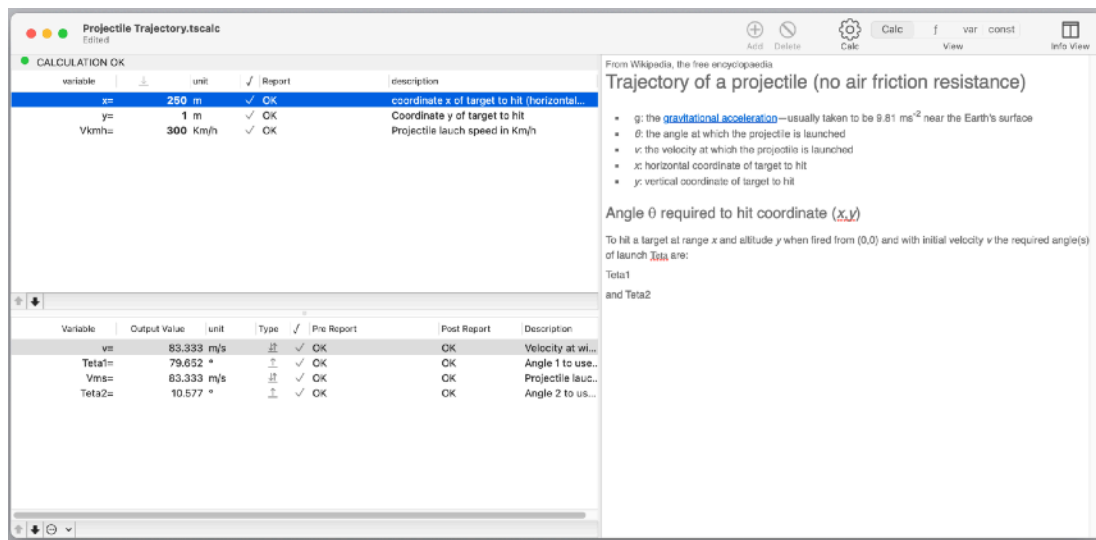 Projectile Trajectory.tscalc
Edited
Add Delete Calc Calc f var const View Info View
CALCULATION OK
variable unit √ Report description
x= 250 m ✓ OK coordinate x of target to hit (horizontal...
y= 1 m ✓ OK Coordinate y of target to hit
Vkmh= 300 Km/h ✓ OK Projectile lauch speed in Km/h
Variable Output Value unit Type √ Pre Report Post Report Description
v= 83.333 m/s ✓ OK OK Velocity at wi...
Teta1= 79.652 ° ✓ OK OK Angle 1 to use...
Vms= 83.333 m/s ✓ OK OK Projectile lauc...
Teta2= 10.577 ° ✓ OK OK Angle 2 to us...
From Wikipedia, the free encyclopaedia
Trajectory of a projectile (no air friction resistance)
▪ g: the gravitational acceleration—usually taken to be 9.81 ms⁻² near the Earth's surface
▪ θ: the angle at which the projectile is launched
▪ v: the velocity at which the projectile is launched
▪ x: horizontal coordinate of target to hit
▪ y: vertical coordinate of target to hit
Angle θ required to hit coordinate (x,y)
To hit a target at range x and altitude y when fired from (0,0) and with initial velocity v the required angle(s)
of launch Teta are:
Teta1
and Teta2